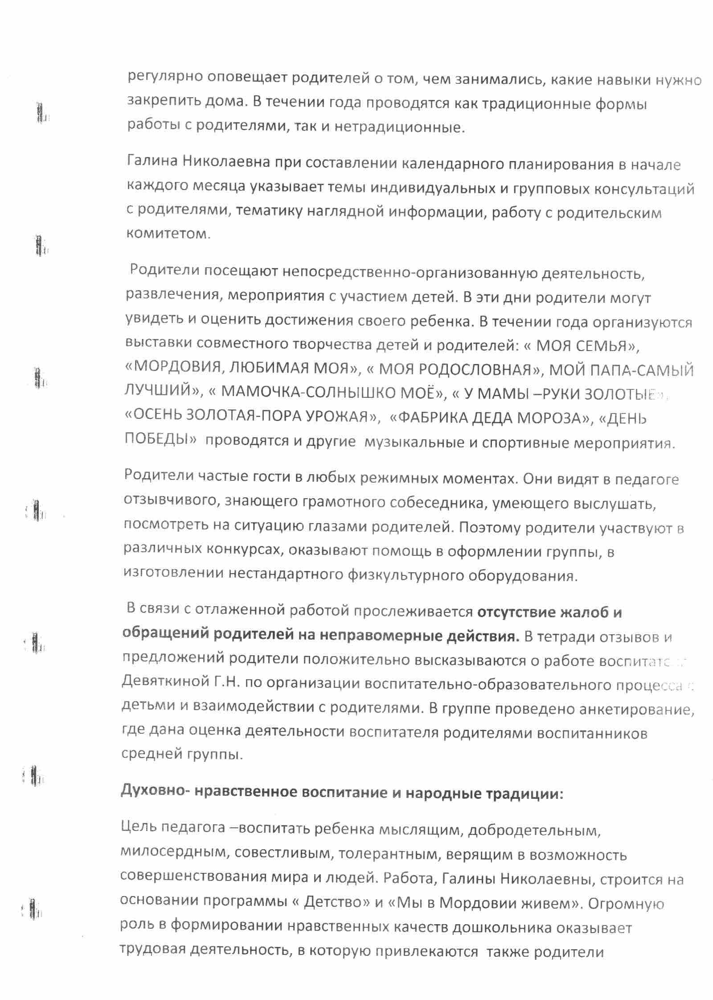 регулярно оповещает родителей о том, чем занимались, какие навыки нужно
закрепить дома. В течении года проводятся как традиционные формы
работы с родителями, так и нетрадиционные.
Галина Николаевна при составлении календарного планирования в начале
каждого месяца указывает темы индивидуальных и групповых консультаций
с родителями, тематику наглядной информации, работу с родительским
комитетом.
Родители посещают непосредственно-организованную деятельность,
развлечения, мероприятия с участием детей. В эти дни родители могут
увидеть и оценить достижения своего ребенка. В течении года организуются
выставки совместного творчества детей и родителей: « МОЯ СЕМЬЯ»,
«МОРДОВИЯ, ЛЮБИМАЯ МОЯ», « МОЯ РОДОСЛОВНАЯ», МОЙ ПАПА-САМЫЙ
ЛУЧШИЙ», « МАМОЧКА-СОЛНЫШКО МОЁ», « У МАМЫ –РУКИ ЗОЛОТЫЕ»,
«ОСЕНЬ ЗОЛОТАЯ-ПОРА УРОЖАЯ», «ФАБРИКА ДЕДА МОРОЗА», «ДЕНЬ
ПОБЕДЫ» проводятся и другие музыкальные и спортивные мероприятия.
Родители частые гости в любых режимных моментах. Они видят в педагоге
отзывчивого, знающего грамотного собеседника, умеющего выслушать,
посмотреть на ситуацию глазами родителей. Поэтому родители участвуют в
различных конкурсах, оказывают помощь в оформлении группы, в
изготовлении нестандартного физкультурного оборудования.
В связи с отлаженной работой прослеживается отсутствие жалоб и
обращений родителей на неправомерные действия. В тетради отзывов и
предложений родители положительно высказываются о работе
Девяткиной Г.Н. по организации воспитательно-образовательного процесса с
детьми и взаимодействии с родителями. В группе проведено анкетирование,
где дана оценка деятельности воспитателя родителями воспитанников
средней группы.
Духовно- нравственное воспитание и народные традиции:
Цель педагога –воспитать ребенка мыслящим, добродетельным,
милосердным, совестливым, толерантным, верящим в возможность
совершенствования мира и людей. Работа, Галины Николаевны, строится на
основании программы « Детство» и «Мы в Мордовии живем». Огромную
роль в формировании нравственных качеств дошкольника оказывает
трудовая деятельность, в которую привлекаются также родители